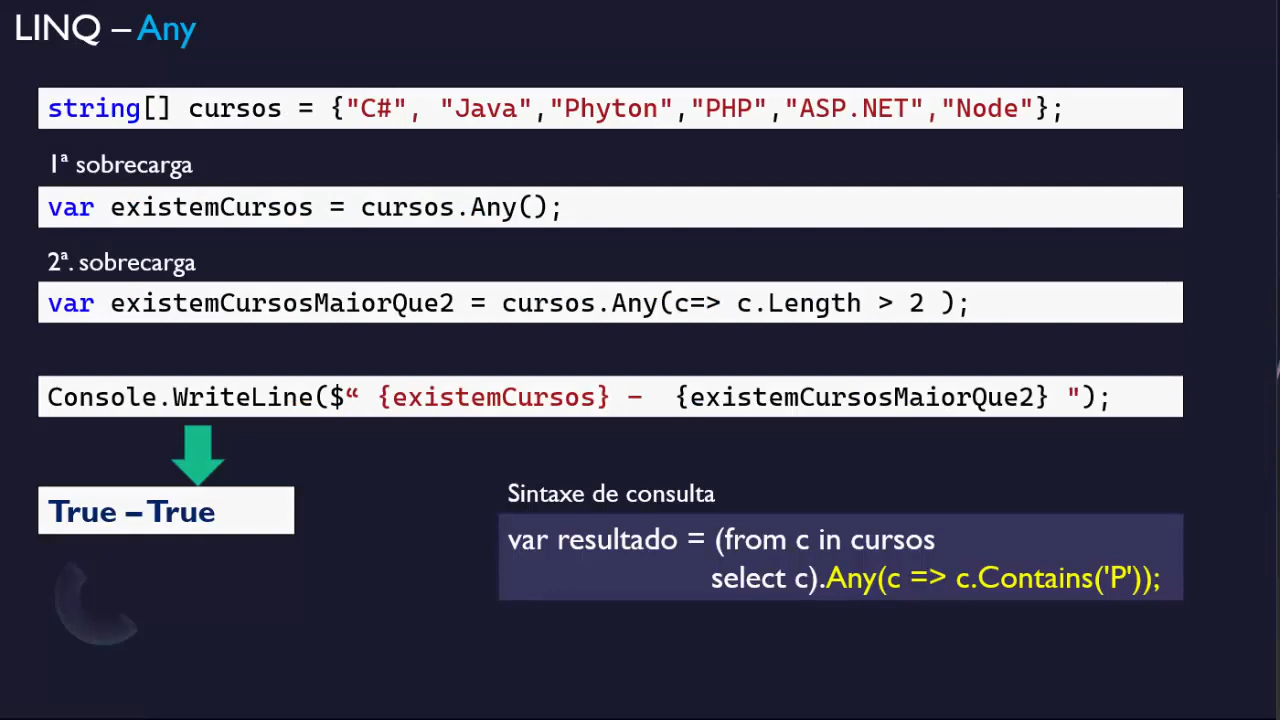 LINQ – Any
string[] cursos = {"C#", "Java","Phyton","PHP","ASP.NET","Node"};
1ª sobrecarga
var existemCursos = cursos.Any();
2ª. sobrecarga
var existemCursosMaiorQue2 = cursos.Any(c=> c.Length > 2 );
Console.WriteLine($“ {existemCursos} – {existemCursosMaiorQue2} ");
True – True
Sintaxe de consulta
var resultado = (from c in cursos
select c).Any(c => c.Contains('P'));